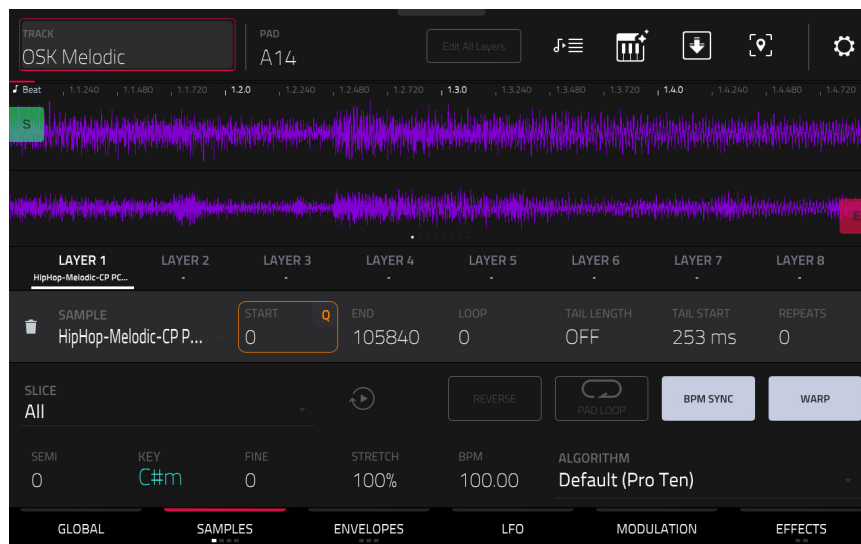 TRACK
OSK Melodic
PAD
A14
Edit All Layers
Beat 1.1.240 1.1.480 1.1.720 1.2.0 1.2.240 1.2.480 1.2.720 1.3.0 1.3.240 1.3.480 1.3.720 1.4.0 1.4.240 1.4.480 1.4.720
S
E
LAYER 1 LAYER 2 LAYER 3 LAYER 4 LAYER 5 LAYER 6 LAYER 7 LAYER 8
HipHop-Melodic-CP PC... - - - - - - -
SAMPLE START Q END LOOP TAIL LENGTH TAIL START REPEATS
HipHop-Melodic-CP P... 0 105840 0 OFF 253 ms 0
SLICE
All
REVERSE
PAD LOOP
BPM SYNC
WARP
SEMI KEY FINE STRETCH BPM ALGORITHM
0 C#m 0 100% 100.00 Default (Pro Ten)
GLOBAL SAMPLES ENVELOPES LFO MODULATION EFFECTS